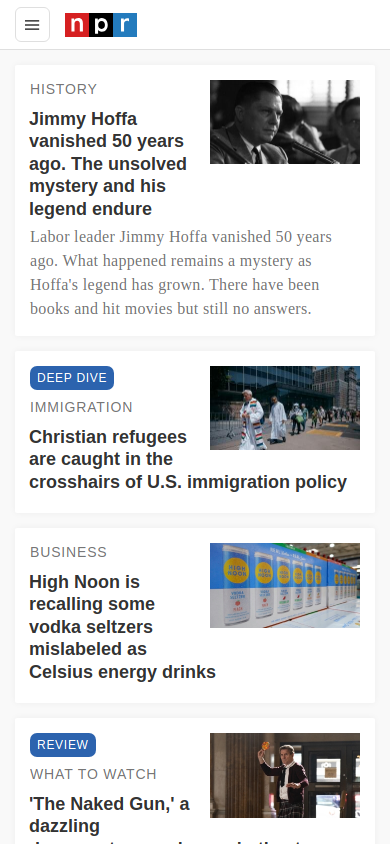 npr
HISTORY
Jimmy Hoffa
vanished 50 years
ago. The unsolved
mystery and his
legend endure
Labor leader Jimmy Hoffa vanished 50 years
ago. What happened remains a mystery as
Hoffa's legend has grown. There have been
books and hit movies but still no answers.
DEEP DIVE
IMMIGRATION
Christian refugees
are caught in the
crosshairs of U.S. immigration policy
BUSINESS
High Noon is
recalling some
vodka seltzers
mislabeled as
Celsius energy drinks
HIGH
NOON
REVIEW
WHAT TO WATCH
'The Naked Gun,' a
dazzling